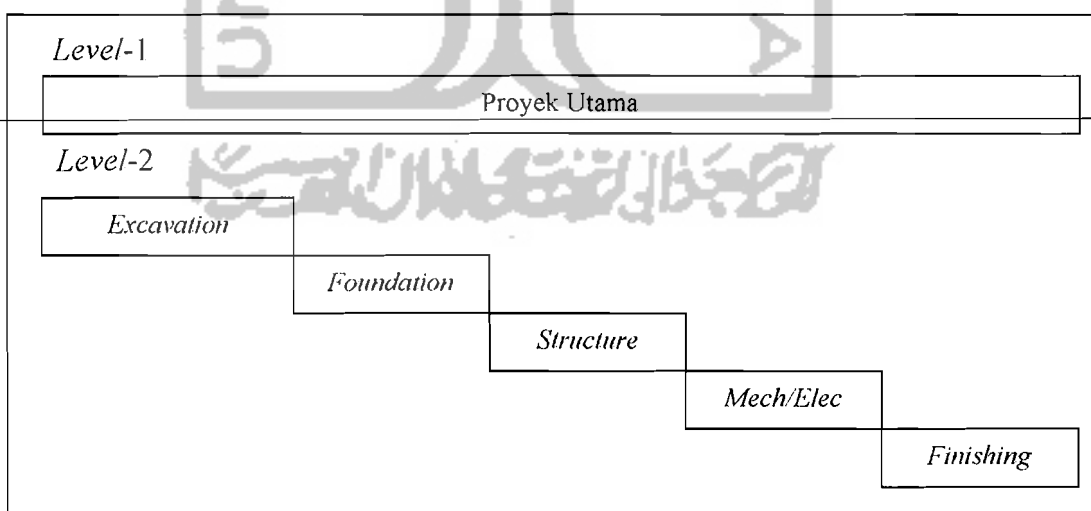 Level-1
Proyek Utama
Level-2
Excavation
Foundation
Structure
Mech/Elec
Finishing